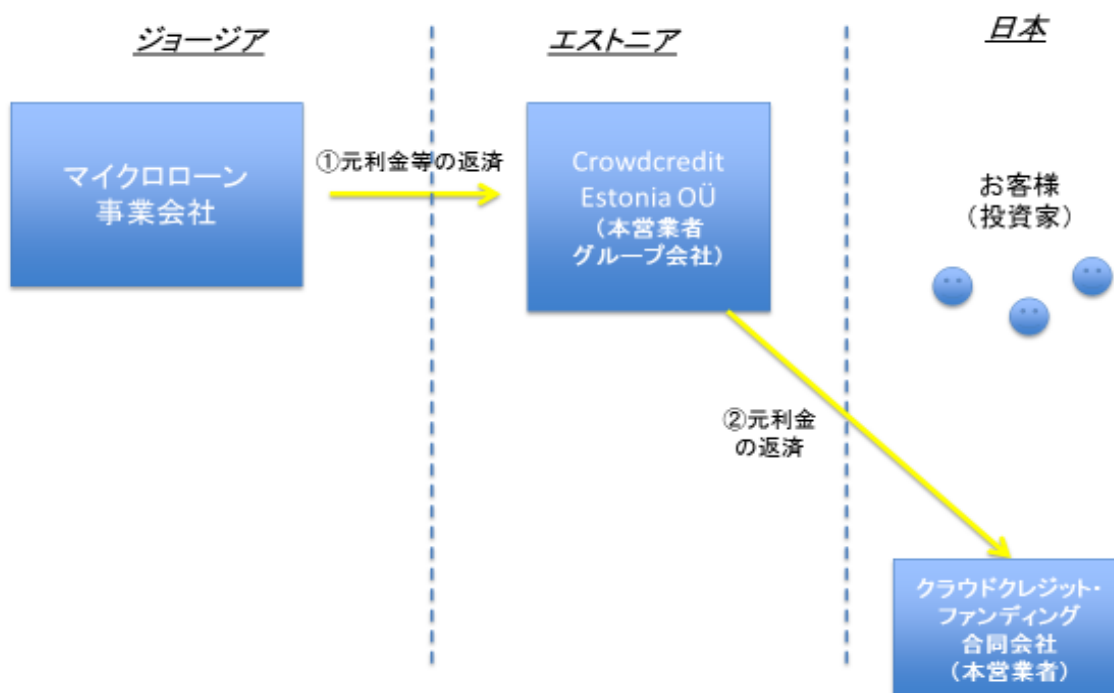 ジョージア
エストニア
日本
マイクロローン
事業会社
①元利金等の返済
Crowdcredit
Estonia OÜ
(本営業者
グループ会社)
お客様
(投資家)
②元利金
の返済
クラウドクレジット・
ファンディング
合同会社
(本営業者)